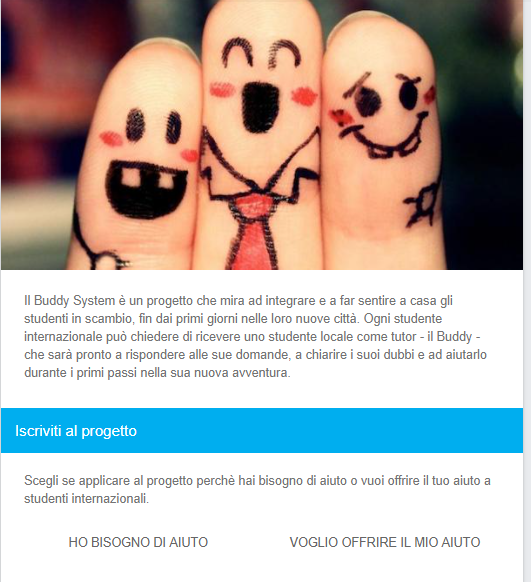 Il Buddy System è un progetto che mira ad integrare e a far sentire a casa gli
studenti in scambio, fin dai primi giorni nelle loro nuove città. Ogni studente
internazionale può chiedere di ricevere uno studente locale come tutor - il Buddy -
che sarà pronto a rispondere alle sue domande, a chiarire i suoi dubbi e ad aiutarlo
durante i primi passi nella sua nuova avventura.
Iscriviti al progetto
Scegli se applicare al progetto perchè hai bisogno di aiuto o vuoi offrire il tuo aiuto a
studenti internazionali.
HO BISOGNO DI AIUTO VOGLIO OFFRIRE IL MIO AIUTO